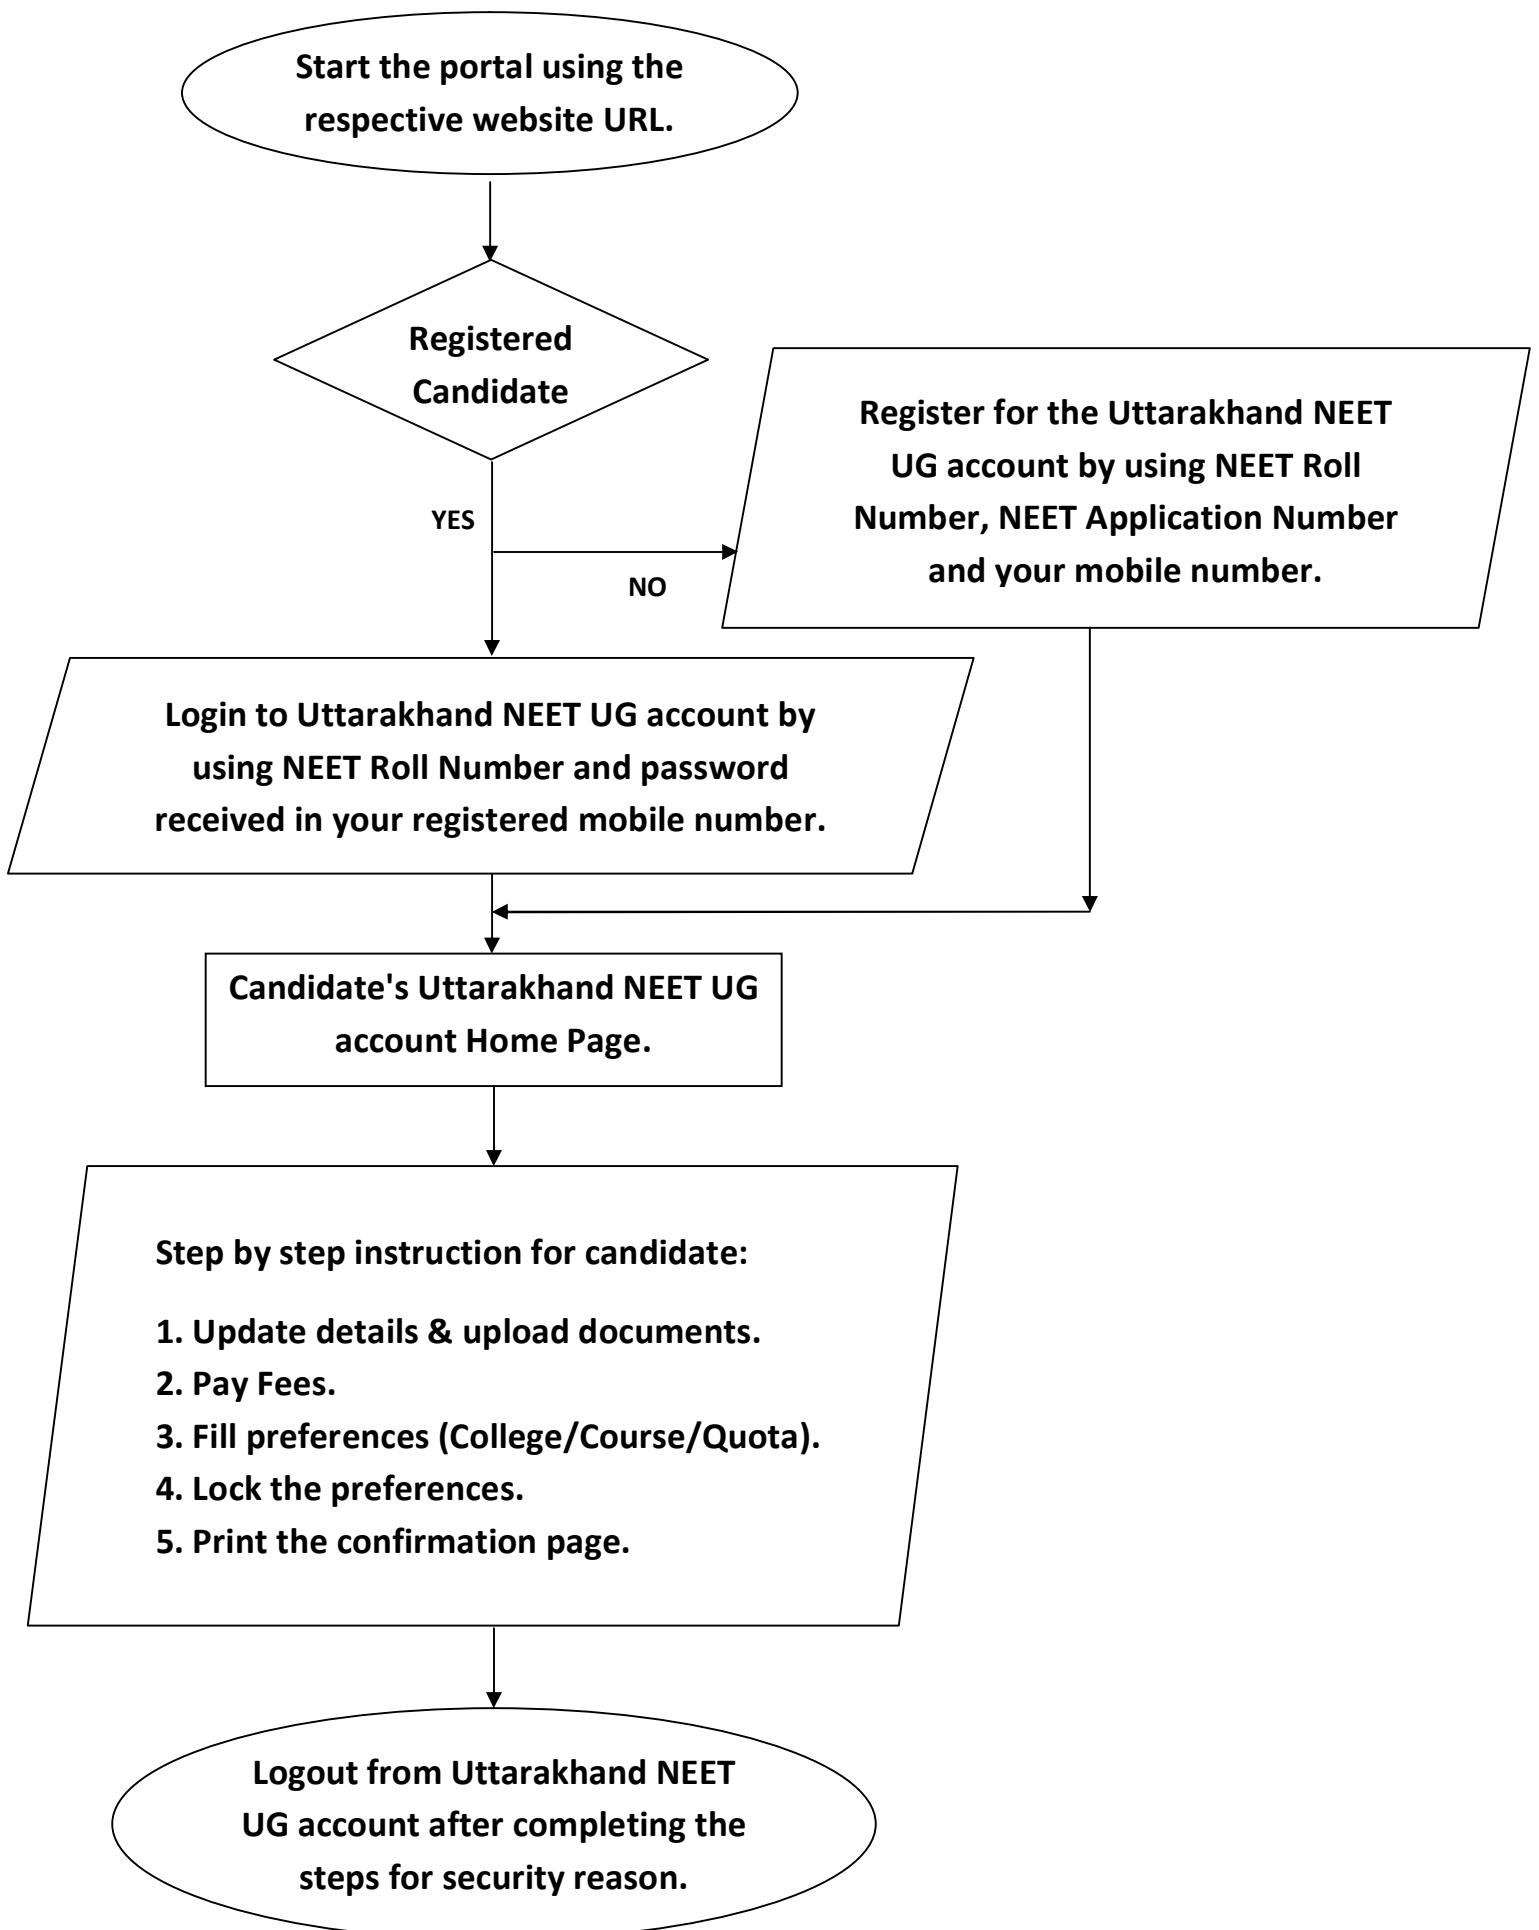 Start the portal using the
respective website URL.
Registered
Candidate
YES
NO
Register for the Uttarakhand NEET
UG account by using NEET Roll
Number, NEET Application Number
and your mobile number.
Login to Uttarakhand NEET UG account by
using NEET Roll Number and password
received in your registered mobile number.
Candidate's Uttarakhand NEET UG
account Home Page.
Step by step instruction for candidate:
1. Update details & upload documents.
2. Pay Fees.
3. Fill preferences (College/Course/Quota).
4. Lock the preferences.
5. Print the confirmation page.
Logout from Uttarakhand NEET
UG account after completing the
steps for security reason.